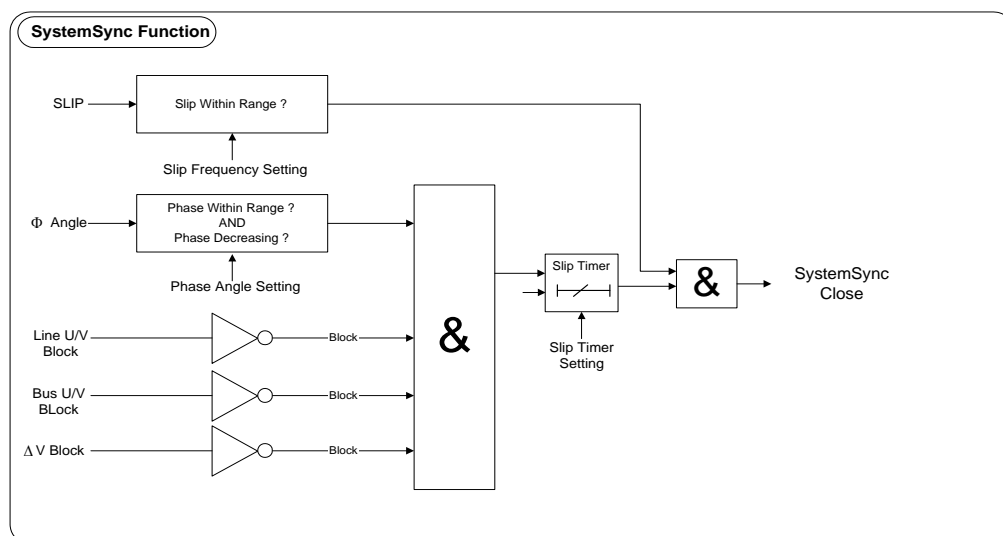 SystemSync Function
SLIP
Slip Within Range ?
Slip Frequency Setting
Φ Angle
Phase Within Range ?
AND
Phase Decreasing ?
Phase Angle Setting
Line U/V
Block
Block
Bus U/V
BLock
Block
Δ V Block
Block
&
Slip Timer
Slip Timer
Setting
&
SystemSync
Close